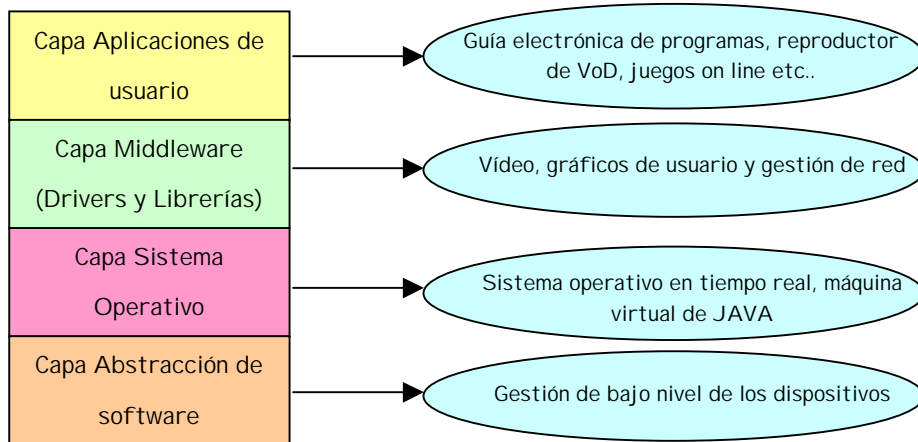 Capa Aplicaciones de
usuario
Guía electrónica de programas, reproductor
de VoD, juegos on line etc..
Capa Middleware
(Drivers y Librerías)
Vídeo, gráficos de usuario y gestión de red
Capa Sistema
Operativo
Sistema operativo en tiempo real, máquina
virtual de JAVA
Capa Abstracción de
software
Gestión de bajo nivel de los dispositivos